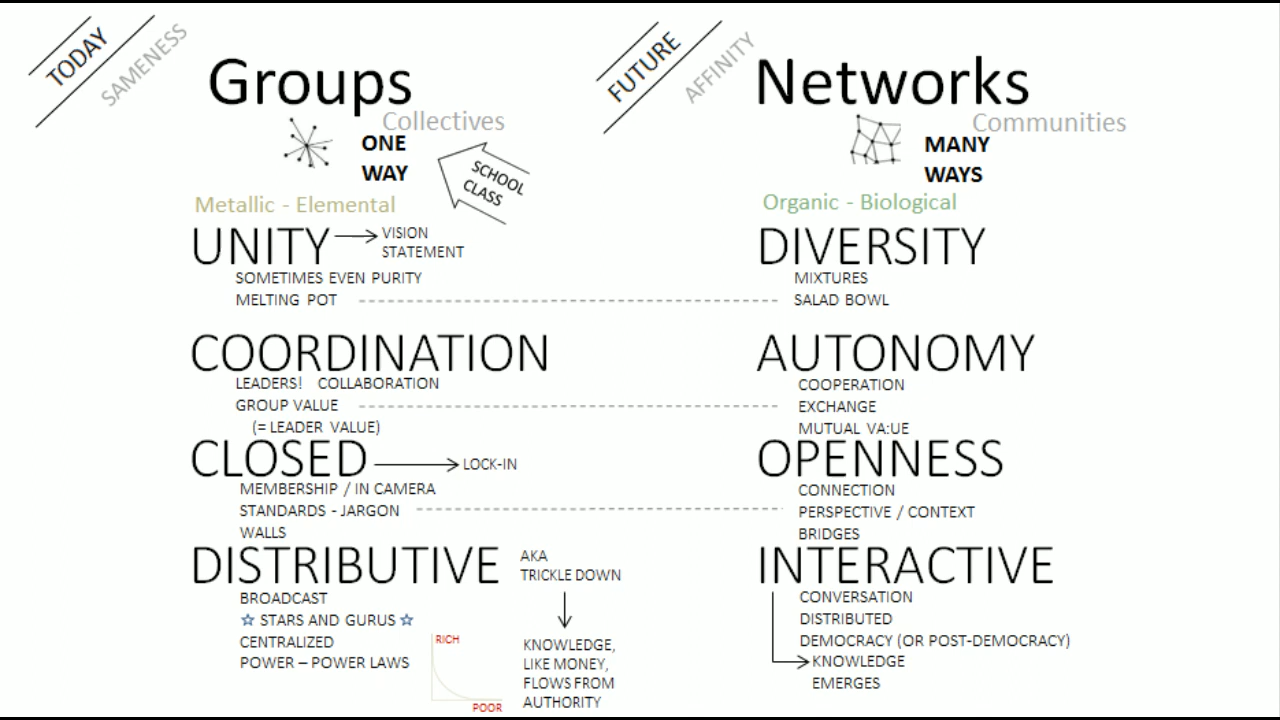 TODAY
SAMENESS
Groups
Collectives
ONE
WAY
SCHOOL
CLASS
Metallic - Elemental
UNITY
VISION
STATEMENT
SOMETIMES EVEN PURITY
MELTING POT
COORDINATION
LEADERS! COLLABORATION
GROUP VALUE
(= LEADER VALUE)
CLOSED
LOCK-IN
MEMBERSHIP / IN CAMERA
STANDARDS - JARGON
WALLS
DISTRIBUTIVE
AKA
TRICKLE DOWN
BROADCAST
STARS AND GURUS
CENTRALIZED
POWER – POWER LAWS
RICH
POOR
KNOWLEDGE,
LIKE MONEY,
FLOWS FROM
AUTHORITY
FUTURE
AFFINITY
Networks
Communities
MANY
WAYS
Organic - Biological
DIVERSITY
MIXTURES
SALAD BOWL
AUTONOMY
COOPERATION
EXCHANGE
MUTUAL VA:UE
OPENNESS
CONNECTION
PERSPECTIVE / CONTEXT
BRIDGES
INTERACTIVE
CONVERSATION
DISTRIBUTED
DEMOCRACY (OR POST-DEMOCRACY)
KNOWLEDGE
EMERGES